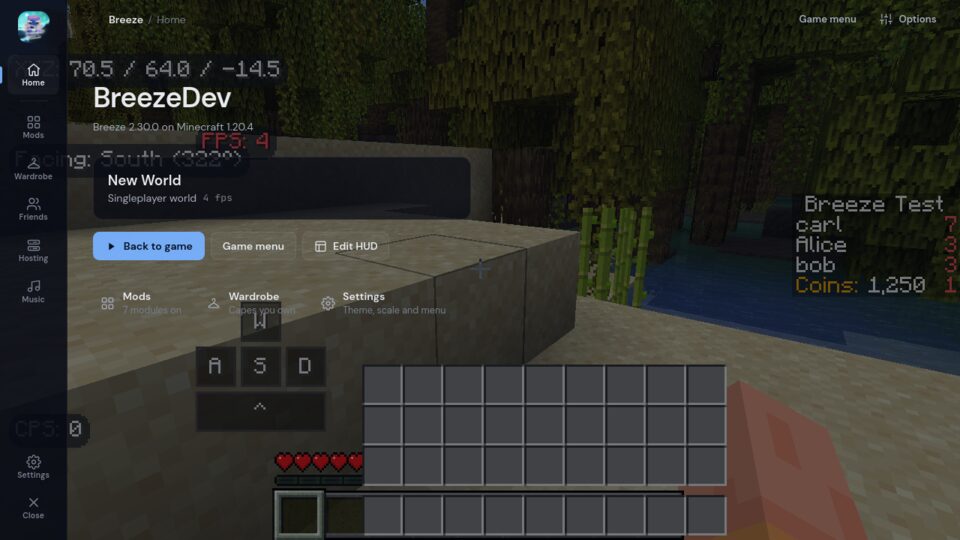 Breeze / Home
Game menu
Options
XYZ: 70.5 / 64.0 / -14.5
Home
BreezeDev
Breeze 2.30.0 on Minecraft 1.20.4
FPS: 4
Mods
Facing: South (322°)
Wardrobe
New World
Singleplayer world 4 fps
Friends
Breeze Test
carl 7
Alice 3
bob 3
Coins: 1,250 1
Back to game
Game menu
Edit HUD
Hosting
Music
Mods
7 modules on
Wardrobe
Capes you own
Settings
Theme, scale and menu
W
A S D
^
CPS: 0
Settings
Close